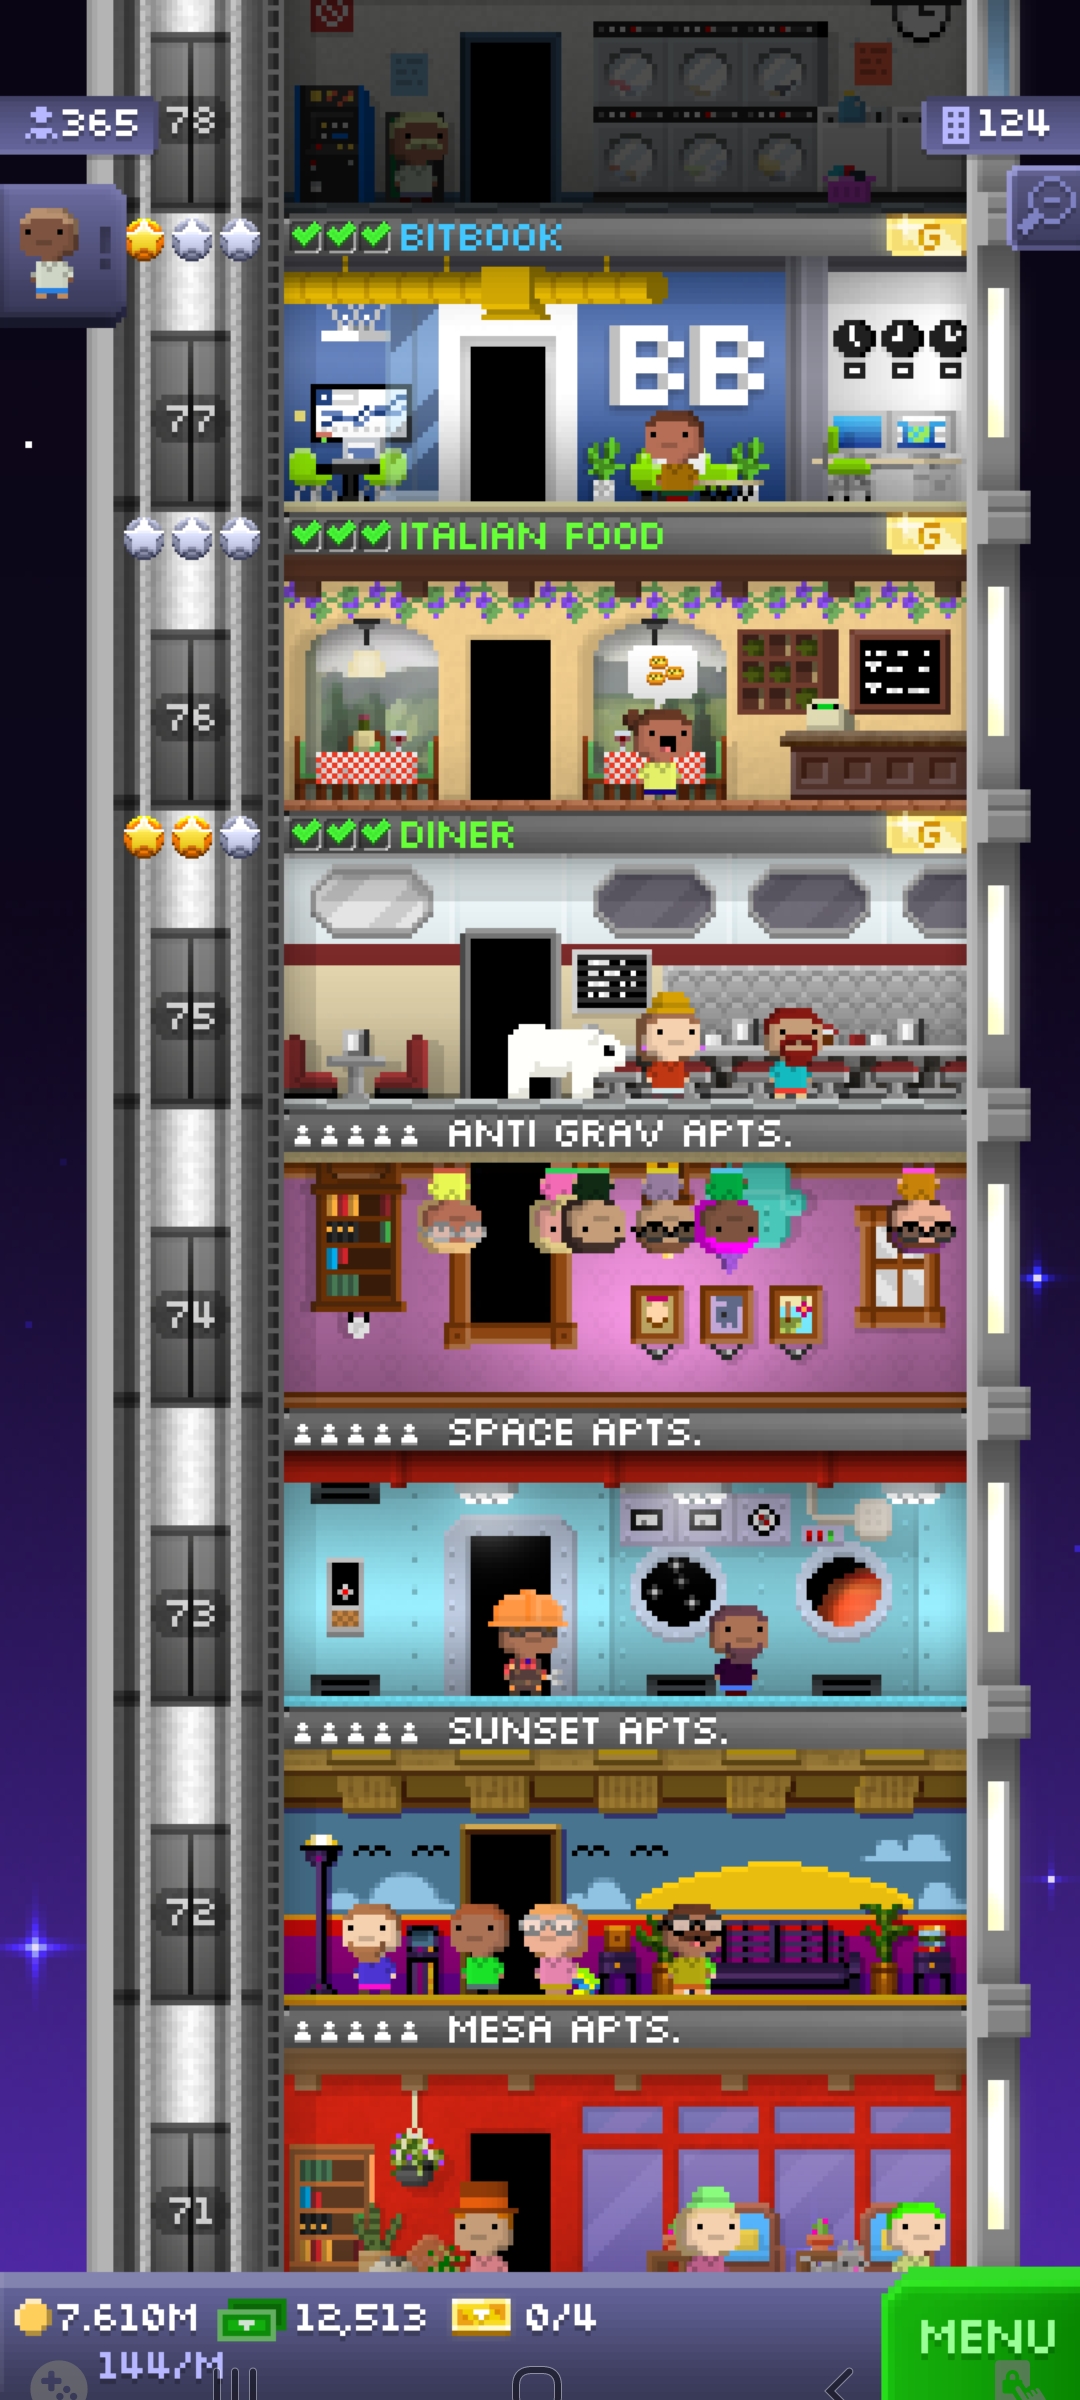 365
78
124
!
BITBOOK
G
BB
77
ITALIAN FOOD
G
76
DINER
G
75
ANTI GRAV APTS.
74
SPACE APTS.
73
SUNSET APTS.
72
MESA APTS.
71
7.610M
12,513
0/4
MENU
144/M